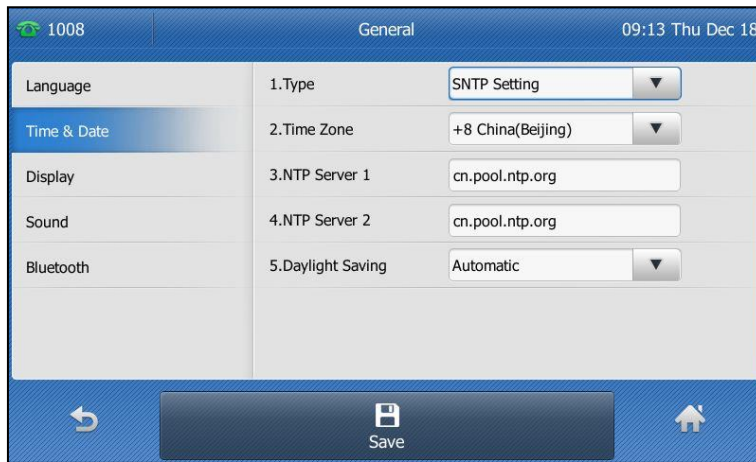 1008 General 09:13 Thu Dec 18
Language
Time & Date
Display
Sound
Bluetooth
1.Type SNTP Setting
2.Time Zone +8 China(Beijing)
3.NTP Server 1 cn.pool.ntp.org
4.NTP Server 2 cn.pool.ntp.org
5.Daylight Saving Automatic
Save